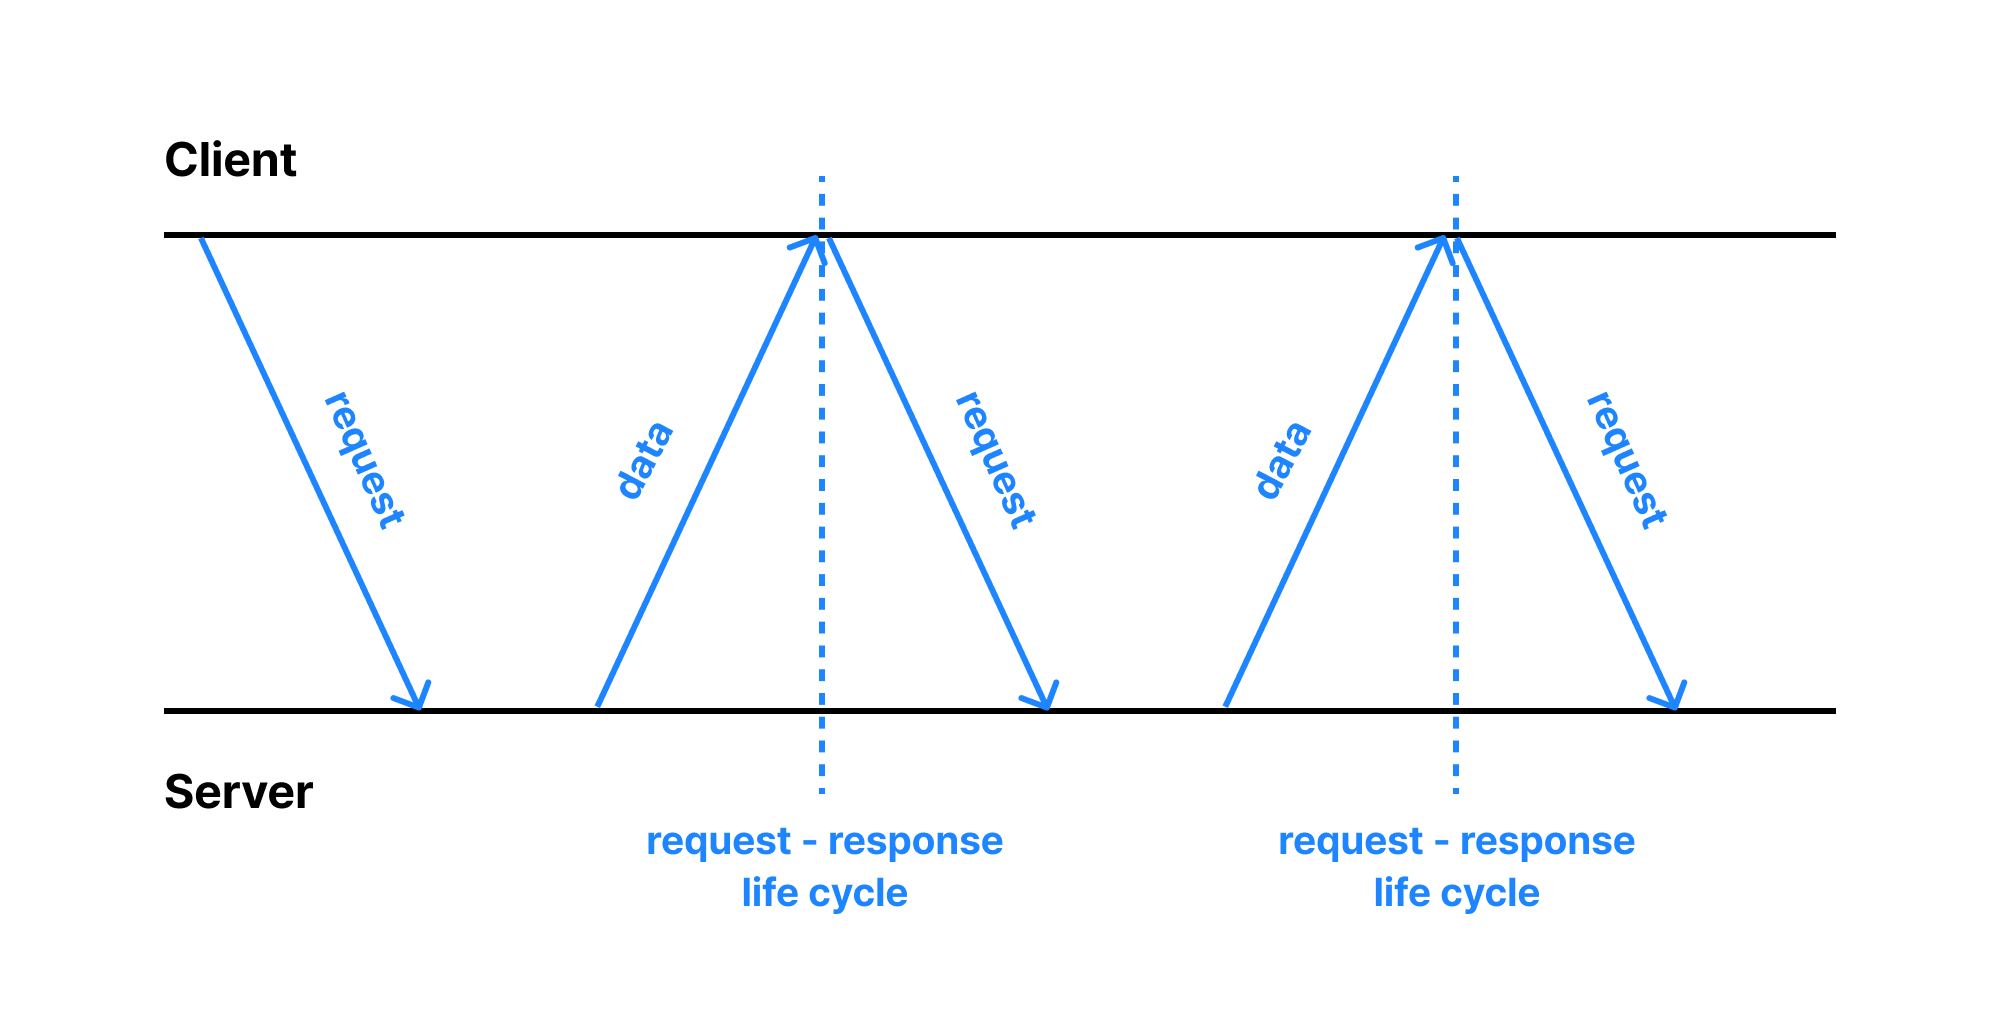 Client
request
data
request
data
request
Server
request - response
life cycle
request - response
life cycle